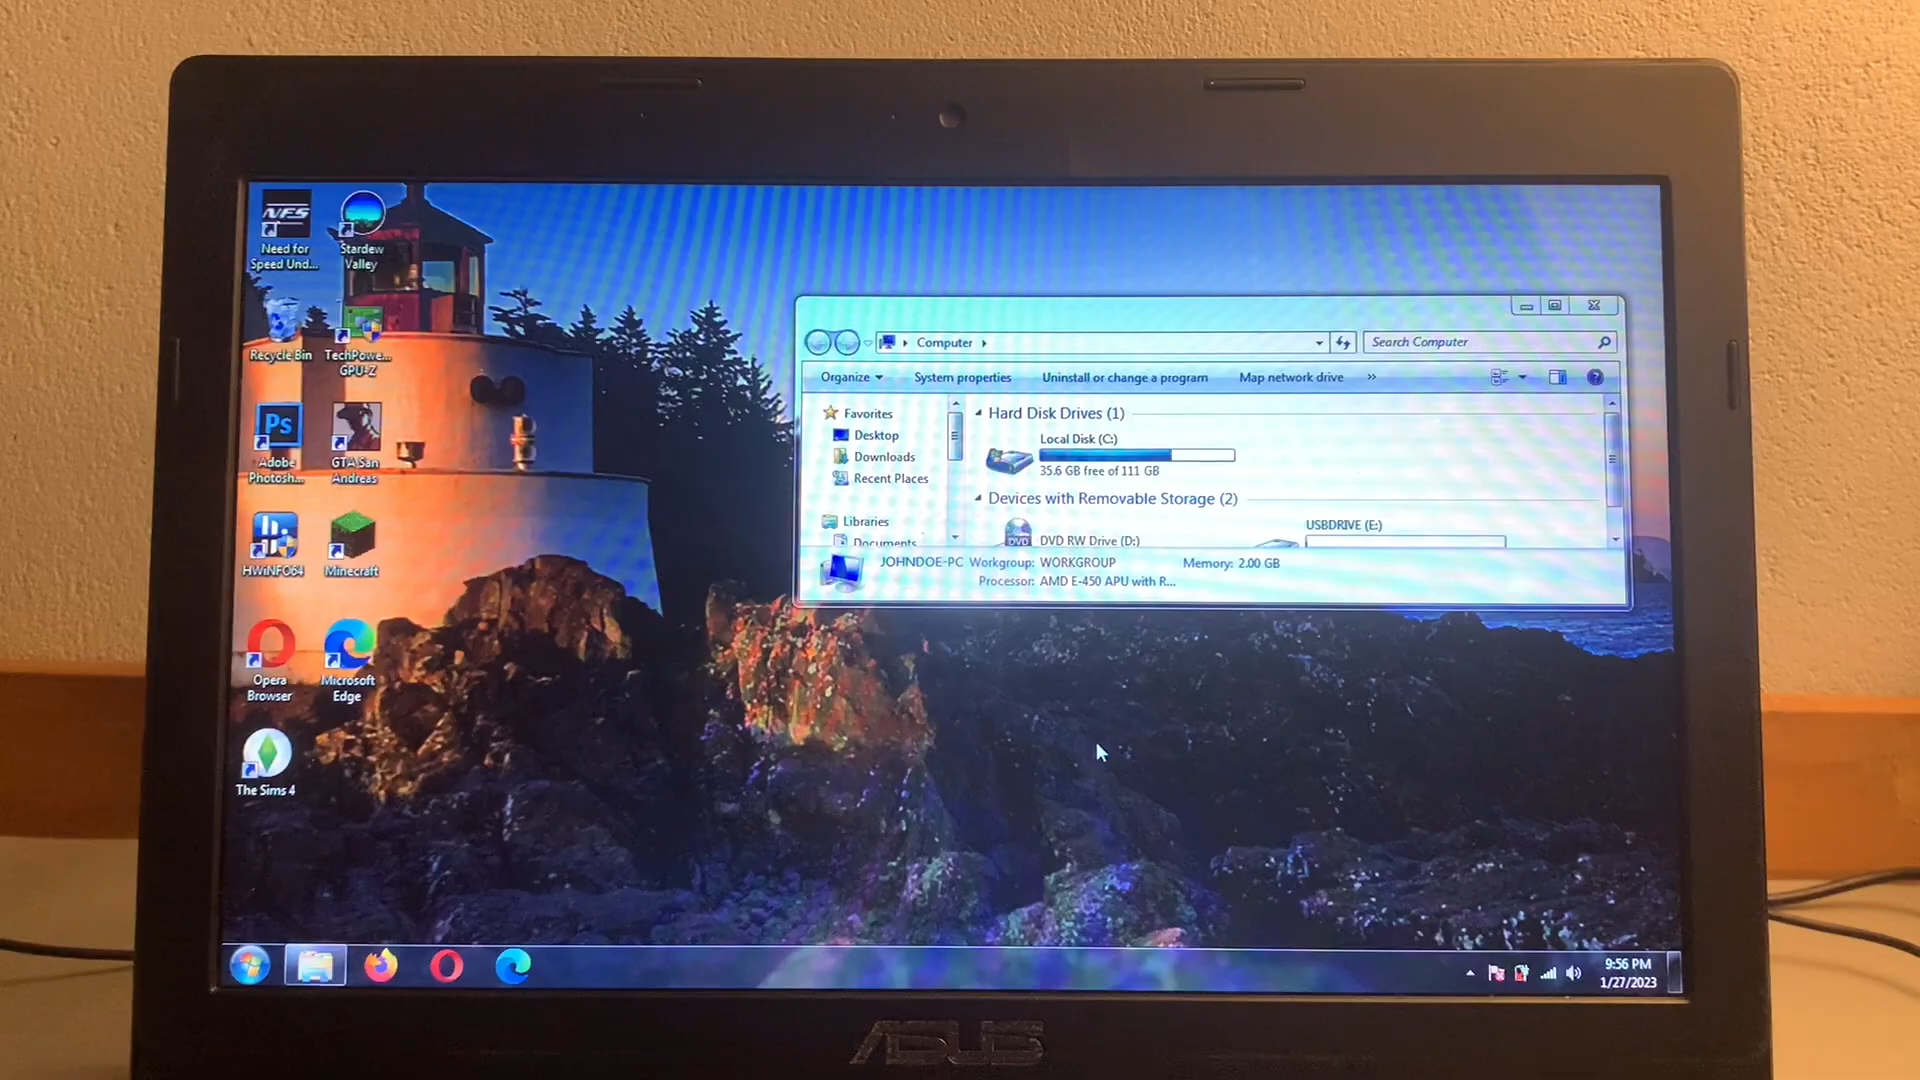 NFS
Need for
Speed Und...
Stardew
Valley
Recycle Bin
TechPowe...
GPU-Z
Ps
Adobe
Photosh...
GTA San
Andreas
HWiNFO64
Minecraft
Opera
Browser
Microsoft
Edge
The Sims 4
Computer
Search Computer
Organize
System properties
Uninstall or change a program
Map network drive
»
Favorites
Desktop
Downloads
Recent Places
Libraries
Documents
Hard Disk Drives (1)
Local Disk (C:)
35.6 GB free of 111 GB
Devices with Removable Storage (2)
DVD
DVD RW Drive (D:)
USBDRIVE (E:)
JOHNDOE-PC Workgroup: WORKGROUP
Memory: 2.00 GB
Processor: AMD E-450 APU with R...
9:56 PM
1/27/2023
ASUS